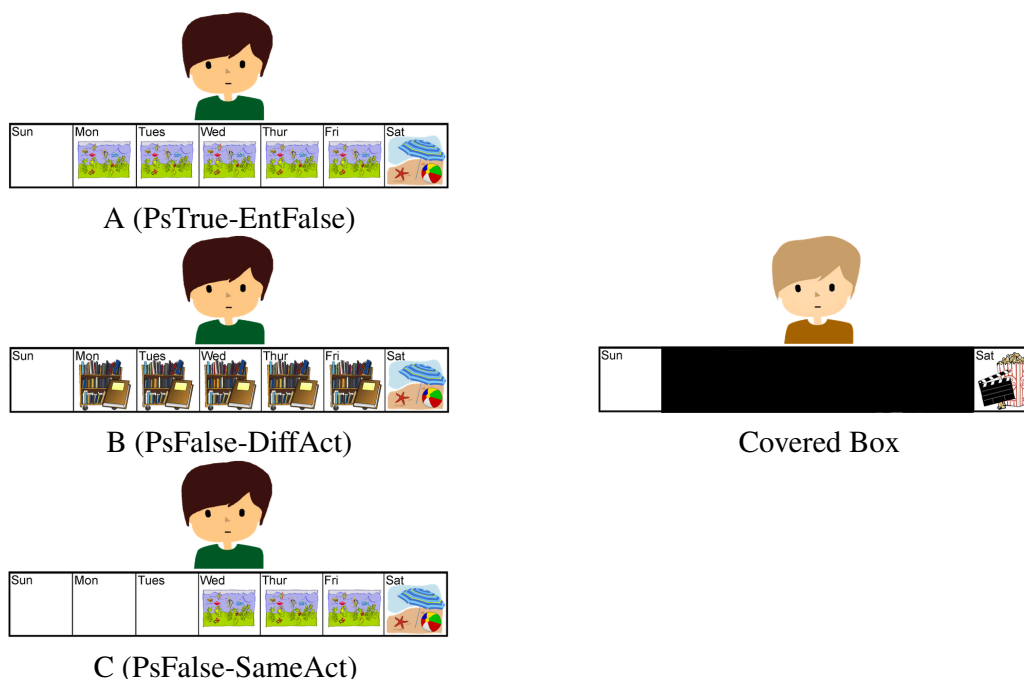 Sun Mon Tues Wed Thur Fri Sat
A (PsTrue-EntFalse)
Sun Mon Tues Wed Thur Fri Sat
B (PsFalse-DiffAct)
Sun Sat
Covered Box
Sun Mon Tues Wed Thur Fri Sat
C (PsFalse-SameAct)